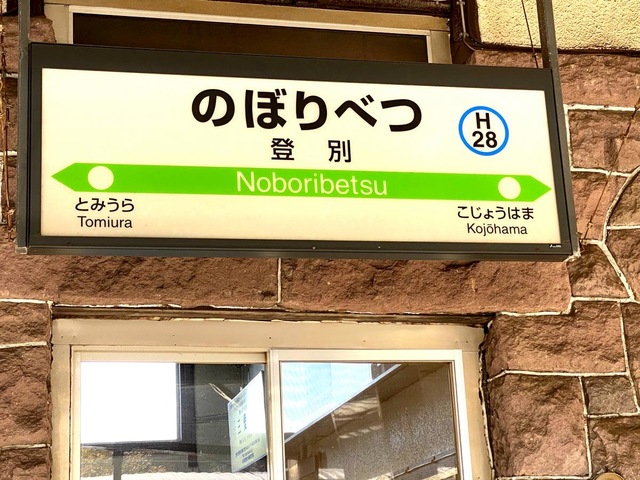 のぼりべつ
H
28
登別
Noboribetsu
とみうら
Tomiura
こじょうはま
Kojōhama